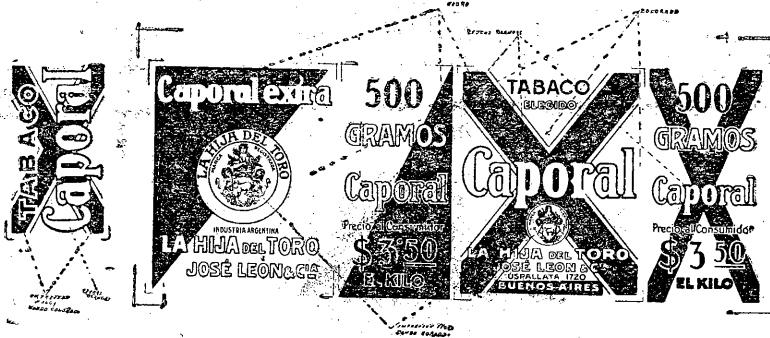 NEGRO
COLORADO
TABACO
Caporal
Caporal extra
LA HIJA DEL TORO
INDUSTRIA ARGENTINA
LA HIJA DEL TORO
JOSÉ LEON & CIA
500
GRAMOS
Caporal
Precio al Consumidor
$ 3 50
EL KILO
TABACO
ELEGIDO
Caporal
LA HIJA DEL TORO
JOSÉ LEON & CIA
USPALLATA 1720
BUENOS AIRES
500
GRAMOS
Caporal
Precio al Consumidor
$ 3 50
EL KILO